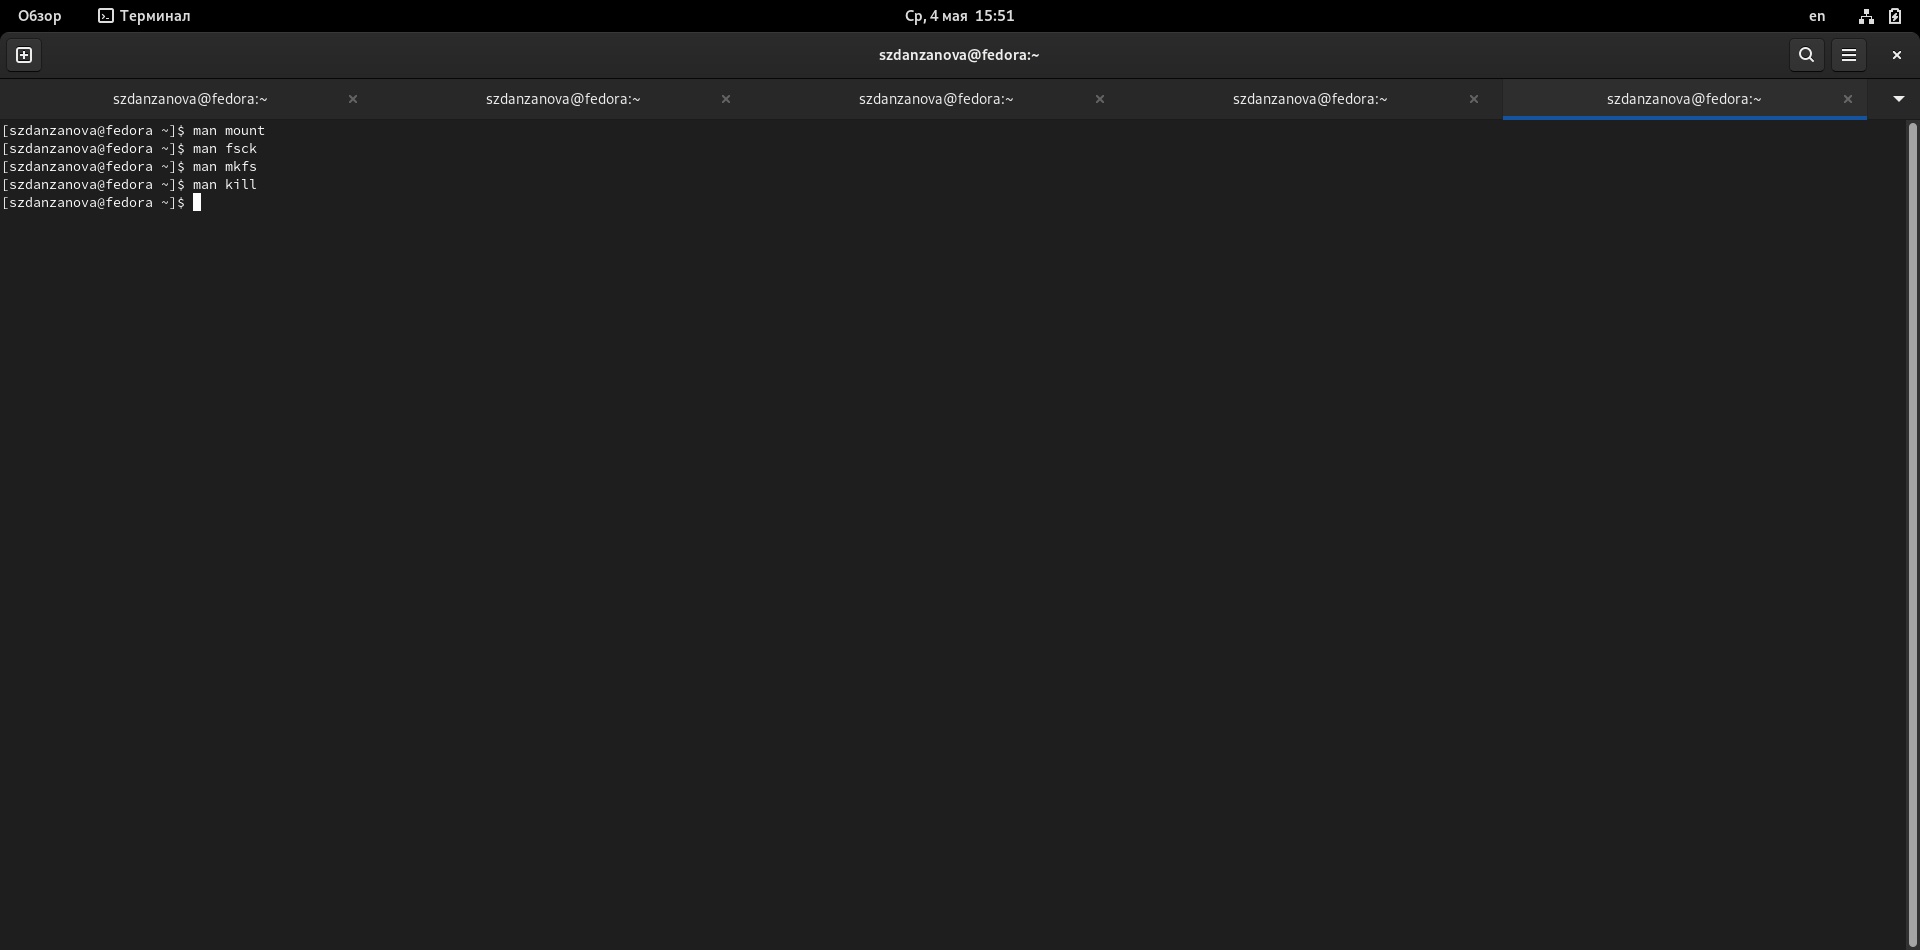 Обзор Терминал Ср, 4 мая 15:51 en
szdanzanova@fedora:~
szdanzanova@fedora:~ szdanzanova@fedora:~ szdanzanova@fedora:~ szdanzanova@fedora:~ szdanzanova@fedora:~
[szdanzanova@fedora ~]$ man mount
[szdanzanova@fedora ~]$ man fsck
[szdanzanova@fedora ~]$ man mkfs
[szdanzanova@fedora ~]$ man kill
[szdanzanova@fedora ~]$